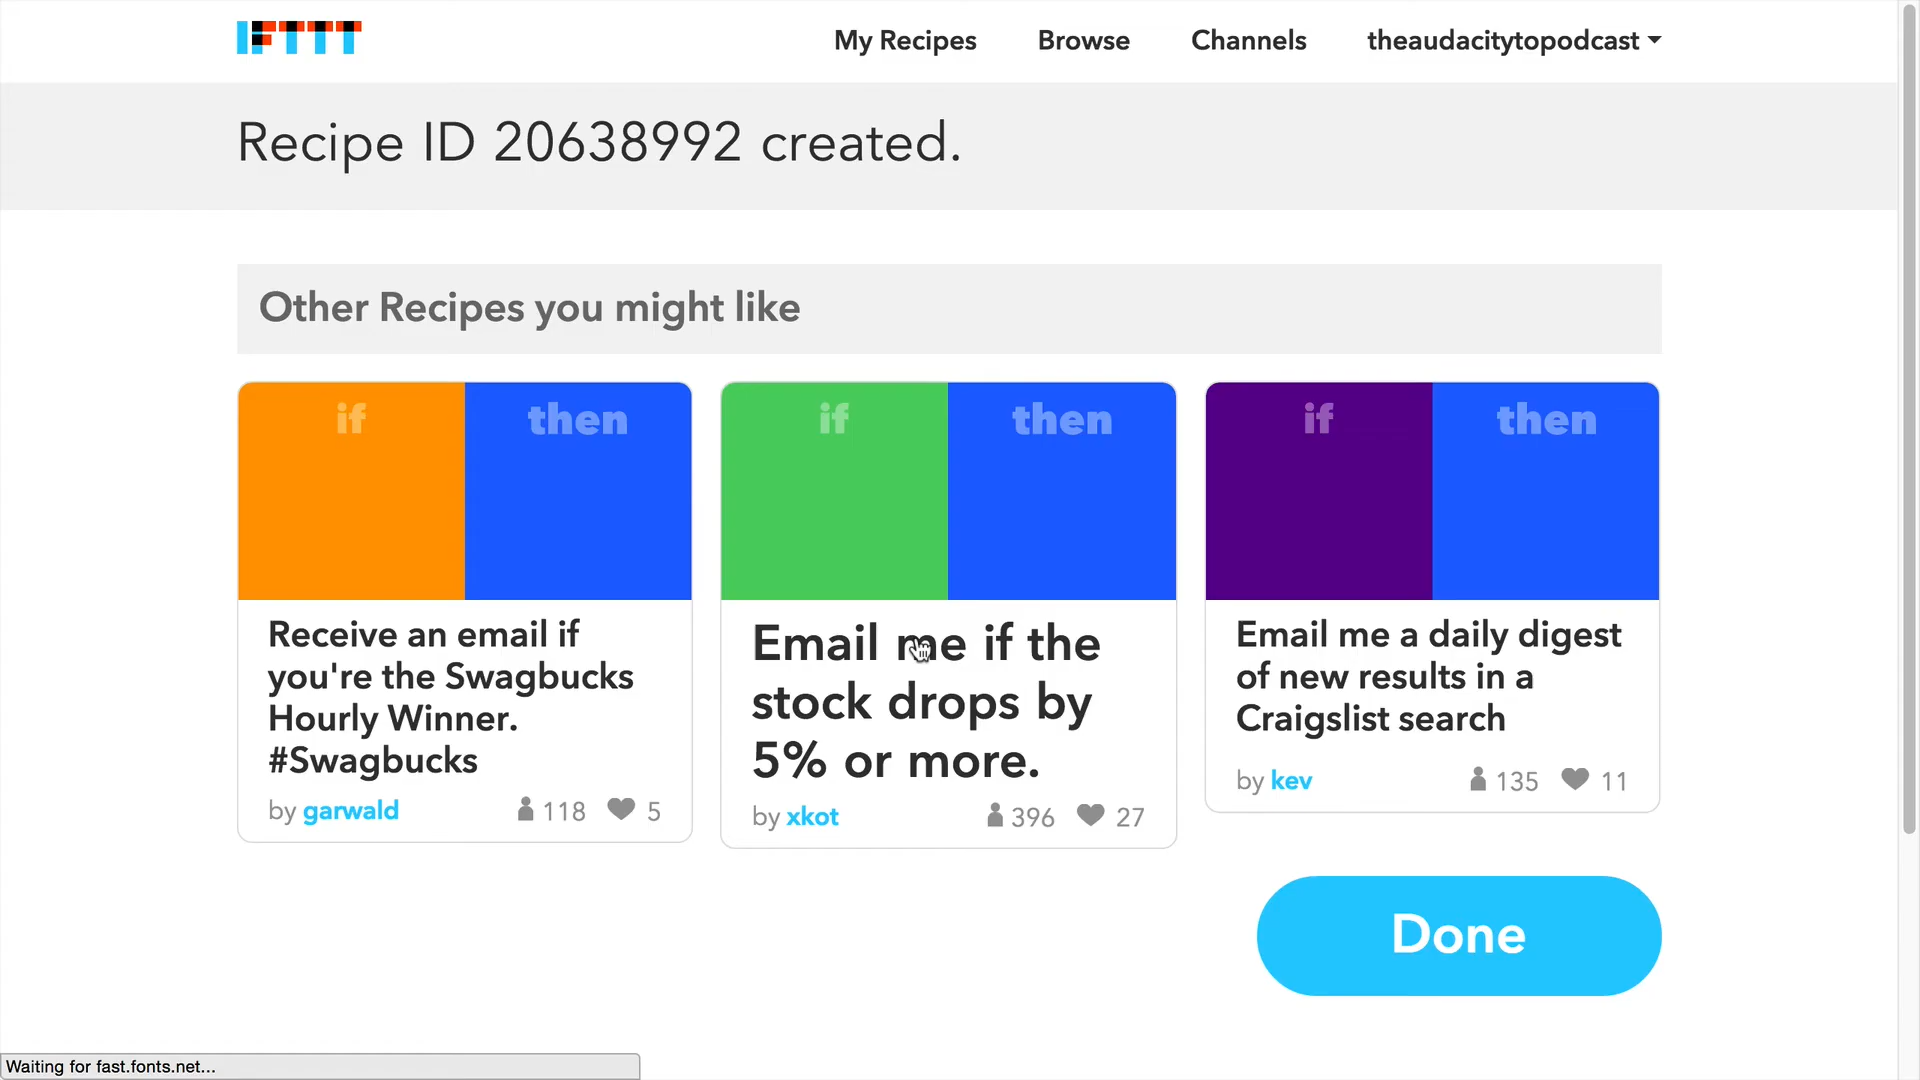 IFTTT
My Recipes Browse Channels theaudacitytopodcast
Recipe ID 20638992 created.
Other Recipes you might like
if then
Receive an email if
you're the Swagbucks
Hourly Winner.
#Swagbucks
by garwald 118 5
if then
Email me if the
stock drops by
5% or more.
by xkot 396 27
if then
Email me a daily digest
of new results in a
Craigslist search
by kev 135 11
Done
Waiting for fast.fonts.net...